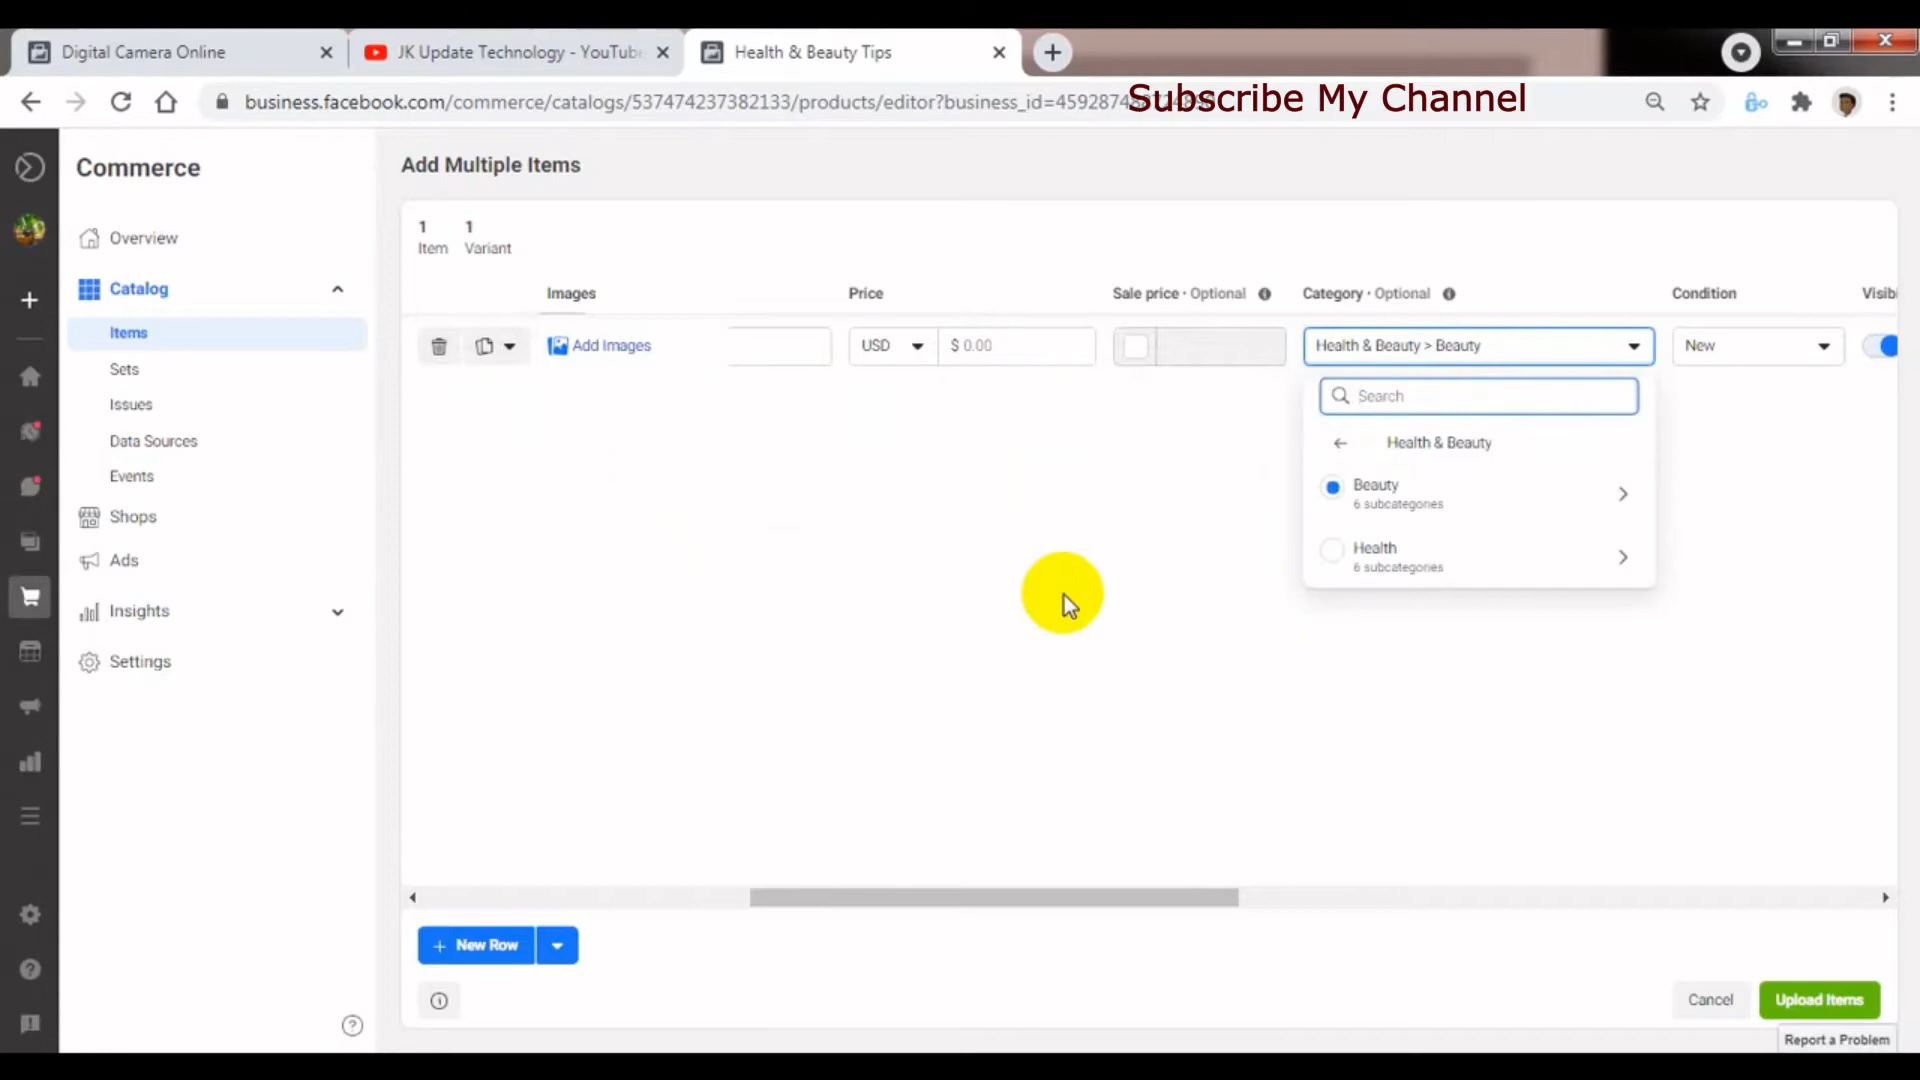 Digital Camera Online
JK Update Technology - YouTube
Health & Beauty Tips
business.facebook.com/commerce/catalogs/537474237382133/products/editor?business_id=
Subscribe My Channel
Commerce
Overview
Catalog
Items
Sets
Issues
Data Sources
Events
Shops
Ads
Insights
Settings
Add Multiple Items
1 1
Item Variant
Images Price Sale price · Optional Category · Optional Condition Visibi
Add Images USD $ 0.00 Health & Beauty > Beauty New
Search
Health & Beauty
Beauty
6 subcategories
Health
6 subcategories
+ New Row
Cancel Upload Items
Report a Problem